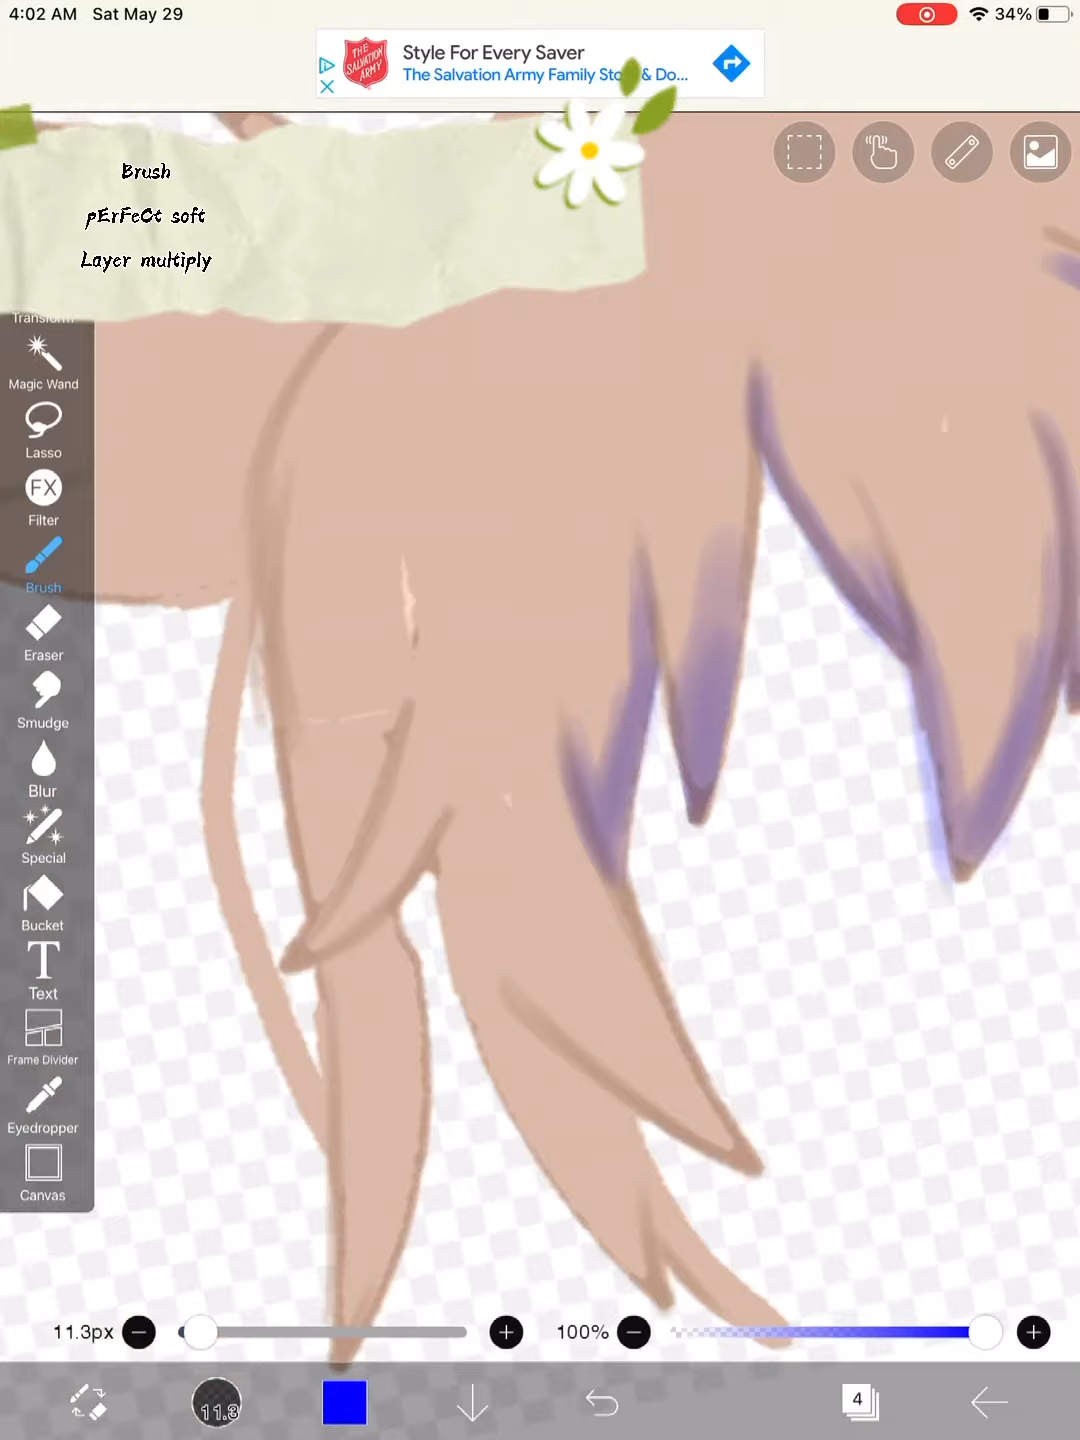 4:02 AM Sat May 29
34%
THE SALVATION ARMY
Style For Every Saver
The Salvation Army Family Sto & Do...
Brush
pErFeCt soft
Layer multiply
Transform
Magic Wand
Lasso
FX
Filter
Brush
Eraser
Smudge
Blur
Special
Bucket
T
Text
Frame Divider
Eyedropper
Canvas
11.3px
100%
11.3
4